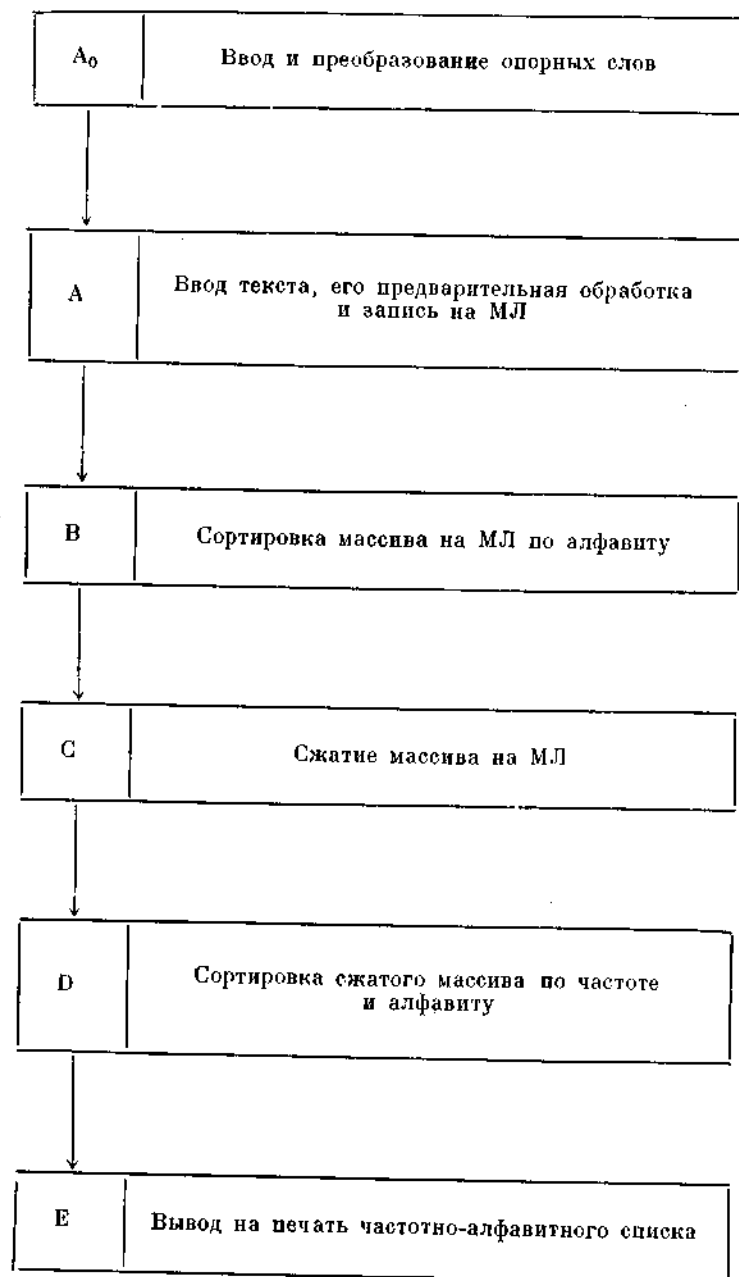 A₀ Ввод и преобразование опорных слов
A Ввод текста, его предварительная обработка
и запись на МЛ
B Сортировка массива на МЛ по алфавиту
C Сжатие массива на МЛ
D Сортировка сжатого массива по частоте
и алфавиту
E Вывод на печать частотно-алфавитного списка